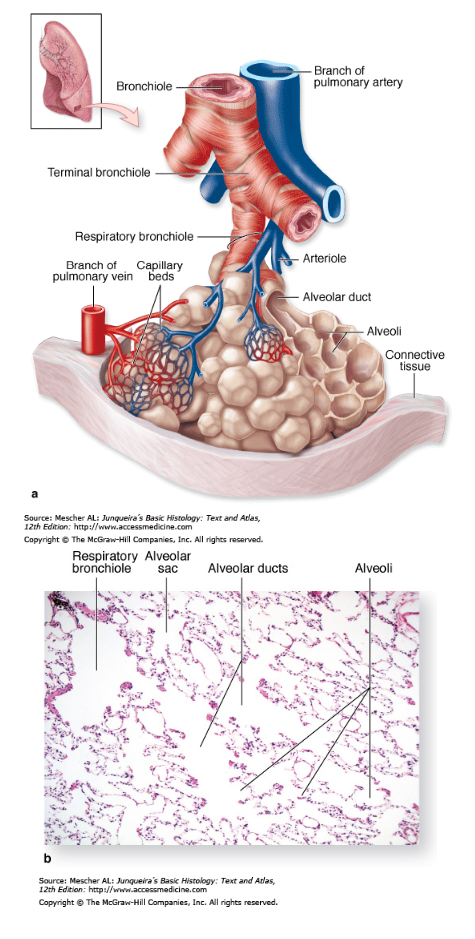 Bronchiole
Branch of
pulmonary artery
Terminal bronchiole
Respiratory bronchiole
Arteriole
Branch of
pulmonary vein
Capillary
beds
Alveolar duct
Alveoli
Connective
tissue
a
Source: Mescher AL: Junqueira's Basic Histology: Text and Atlas,
12th Edition: http://www.accessmedicine.com
Copyright © The McGraw-Hill Companies, Inc. All rights reserved.
Respiratory
bronchiole
Alveolar
sac
Alveolar ducts
Alveoli
b
Source: Mescher AL: Junqueira's Basic Histology: Text and Atlas,
12th Edition: http://www.accessmedicine.com
Copyright © The McGraw-Hill Companies, Inc. All rights reserved.